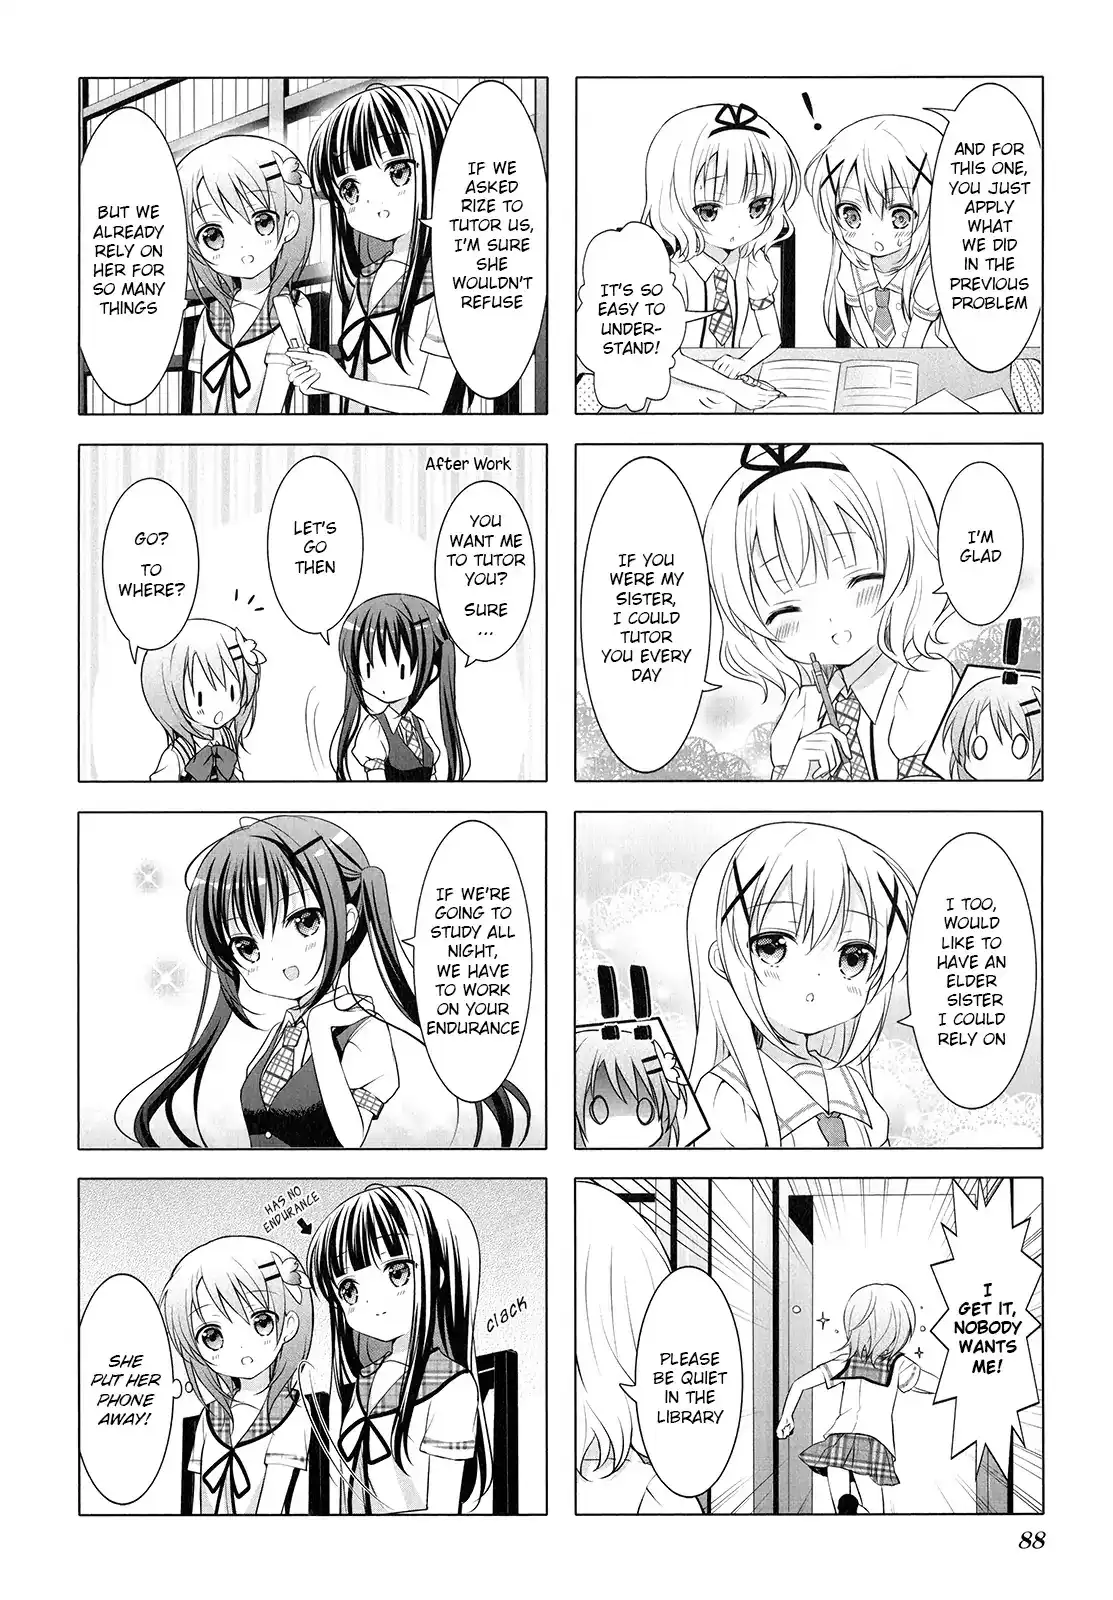 !
AND FOR
THIS ONE,
YOU JUST
APPLY
WHAT
WE DID
IN THE
PREVIOUS
PROBLEM
IT'S SO
EASY TO
UNDER-
STAND!
I'M
GLAD
IF YOU
WERE MY
SISTER,
I COULD
TUTOR
YOU EVERY
DAY
!!
I TOO,
WOULD
LIKE TO
HAVE AN
ELDER
SISTER
I COULD
RELY ON
!!
I
GET IT,
NOBODY
WANTS
ME!
PLEASE
BE QUIET
IN THE
LIBRARY
IF WE
ASKED
RIZE TO
TUTOR US,
I'M SURE
SHE
WOULDN'T
REFUSE
BUT WE
ALREADY
RELY ON
HER FOR
SO MANY
THINGS
After Work
YOU
WANT ME
TO TUTOR
YOU?
SURE
...
LET'S
GO
THEN
GO?
TO
WHERE?
IF WE'RE
GOING TO
STUDY ALL
NIGHT,
WE HAVE
TO WORK
ON YOUR
ENDURANCE
HAS NO
ENDURANCE
clack
SHE
PUT HER
PHONE
AWAY!
88